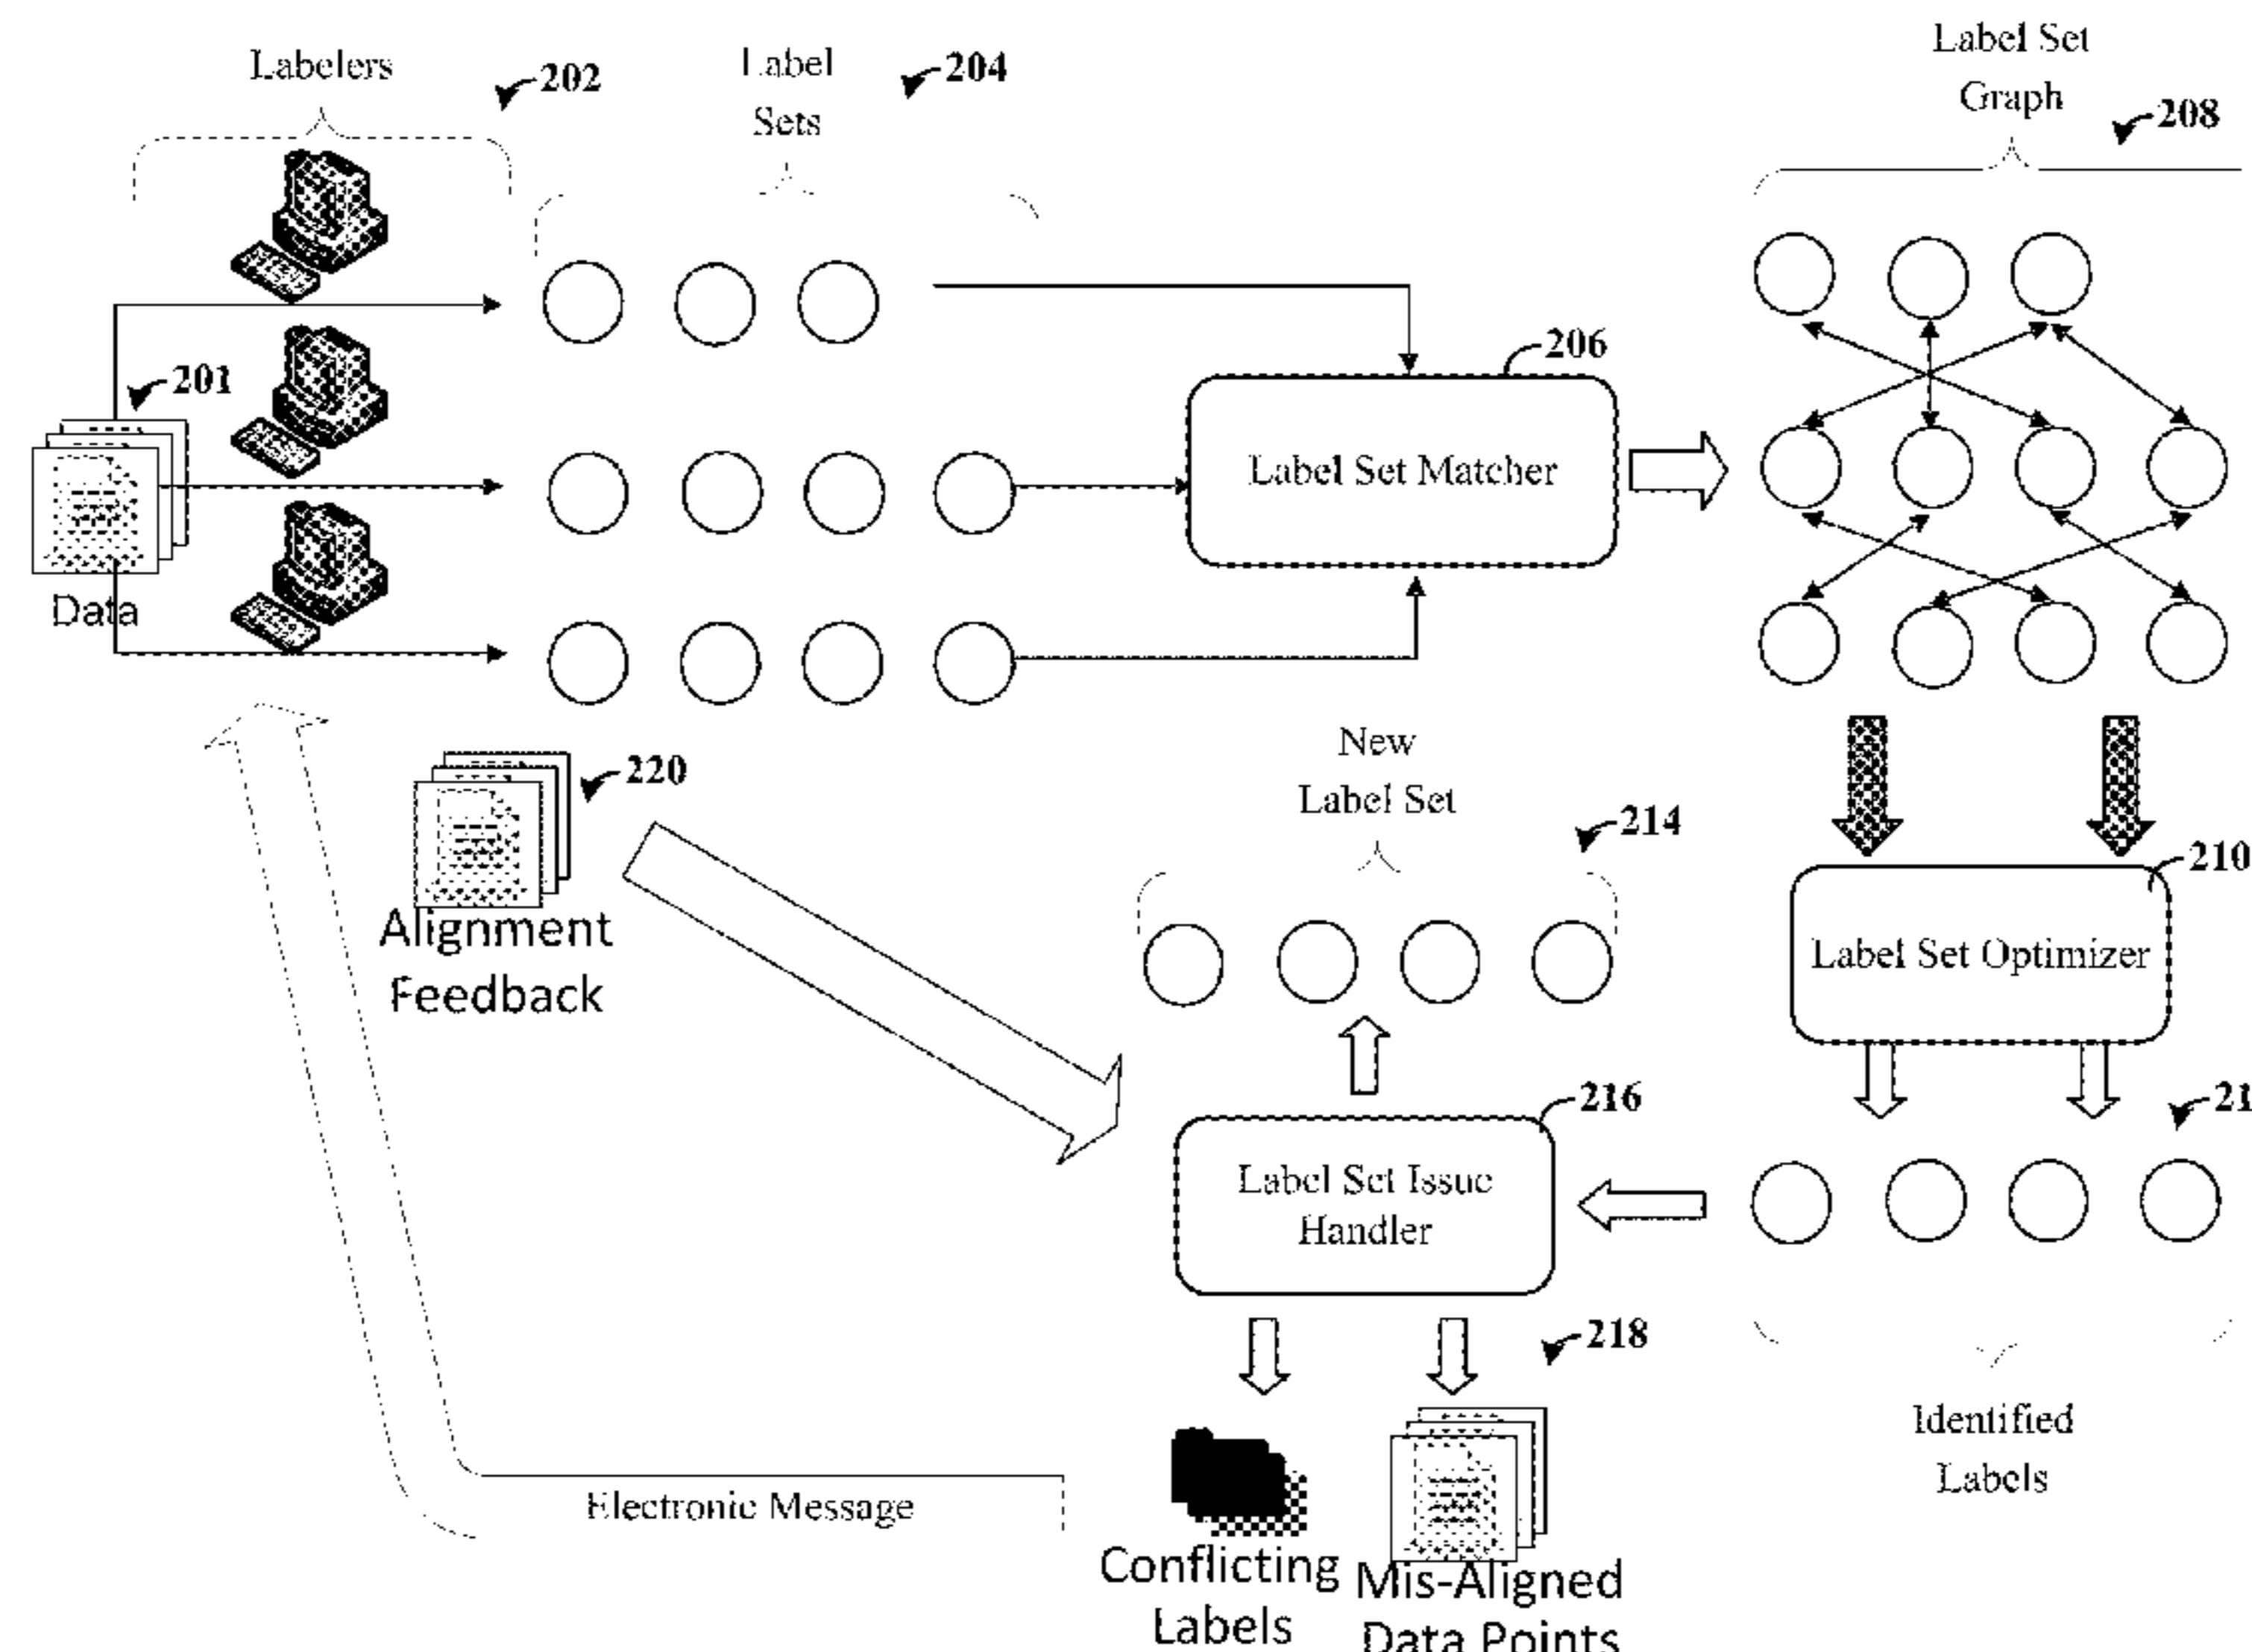 Labelers
202
Label
Sets
204
Label Set
Graph
208
201
Data
206
Label Set Matcher
220
Alignment
Feedback
New
Label Set
214
210
Label Set Optimizer
216
Label Set Issue
Handler
21
218
Identified
Labels
Electronic Message
Conflicting
Labels
Mis-Aligned
Data Points